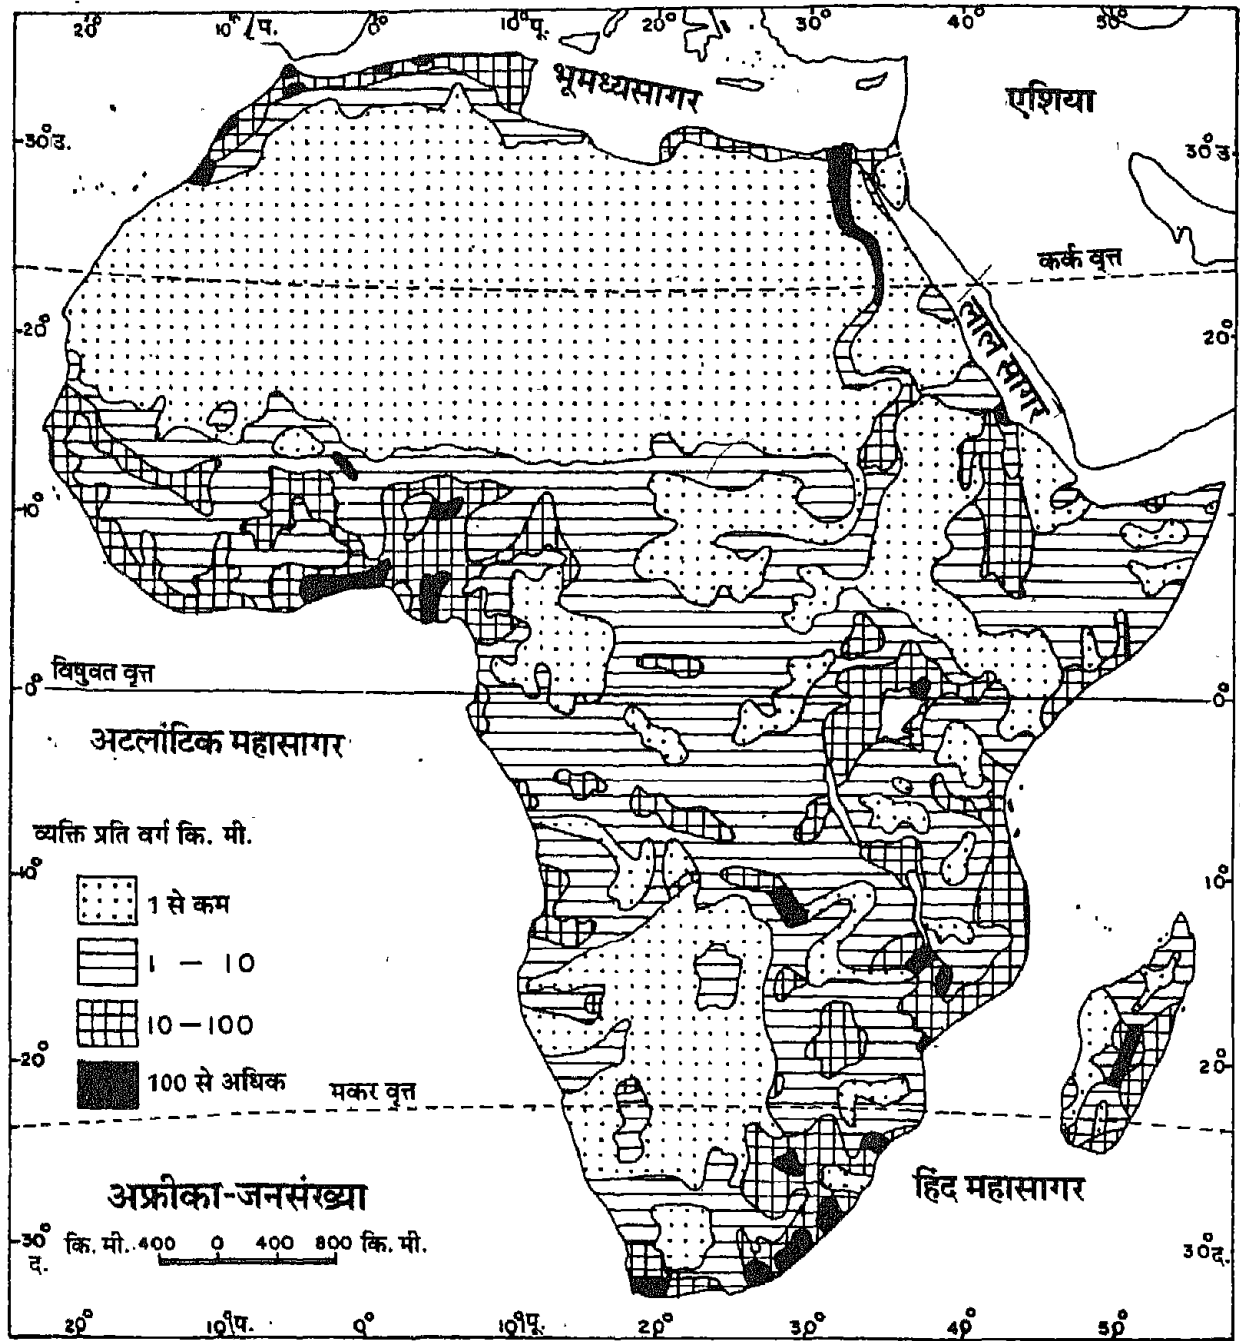 20° 10° प. 0° 10° पू. 20° 30° 40° 50°
भूमध्यसागर
एशिया
30° उ.
30° उ.
कर्क वृत्त
लाल सागर
20°
20°
10°
विषुवत वृत्त
0°
0°
अटलांटिक महासागर
व्यक्ति प्रति वर्ग कि. मी.
10°
10°
1 से कम
1 – 10
10 – 100
20°
20°
100 से अधिक
मकर वृत्त
अफ्रीका-जनसंख्या
हिंद महासागर
कि. मी. 400 0 400 800 कि. मी.
30° द.
30° द.
20° 10° प. 0° 10° पू. 20° 30° 40° 50°